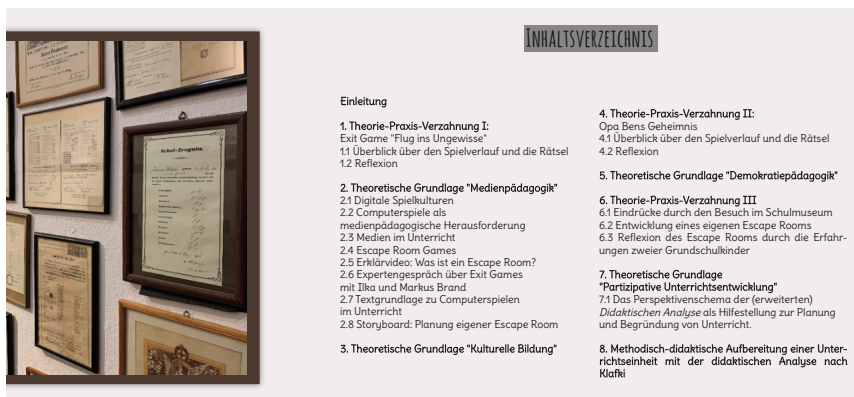 Inhaltsverzeichnis
Schul-Zeugnis.
Einleitung
1. Theorie-Praxis-Verzahnung I:
Exit Game "Flug ins Ungewisse"
1.1 Überblick über den Spielverlauf und die Rätsel
1.2 Reflexion
2. Theoretische Grundlage "Medienpädagogik"
2.1 Digitale Spielkulturen
2.2 Computerspiele als
medienpädagogische Herausforderung
2.3 Medien im Unterricht
2.4 Escape Room Games
2.5 Erklärvideo: Was ist ein Escape Room?
2.6 Expertengespräch über Exit Games
mit Ilka und Markus Brand
2.7 Textgrundlage zu Computerspielen
im Unterricht
2.8 Storyboard: Planung eigener Escape Room
3. Theoretische Grundlage "Kulturelle Bildung"
4. Theorie-Praxis-Verzahnung II:
Opa Bens Geheimnis
4.1 Überblick über den Spielverlauf und die Rätsel
4.2 Reflexion
5. Theoretische Grundlage "Demokratiepädagogik"
6. Theorie-Praxis-Verzahnung III
6.1 Eindrücke durch den Besuch im Schulmuseum
6.2 Entwicklung eines eigenen Escape Rooms
6.3 Reflexion des Escape Rooms durch die Erfahr-
ungen zweier Grundschulkinder
7. Theoretische Grundlage
"Partizipative Unterrichtsentwicklung"
7.1 Das Perspektivenschema der (erweiterten)
Didaktischen Analyse als Hilfestellung zur Planung
und Begründung von Unterricht.
8. Methodisch-didaktische Aufbereitung einer Unter-
richtseinheit mit der didaktischen Analyse nach
Klafki